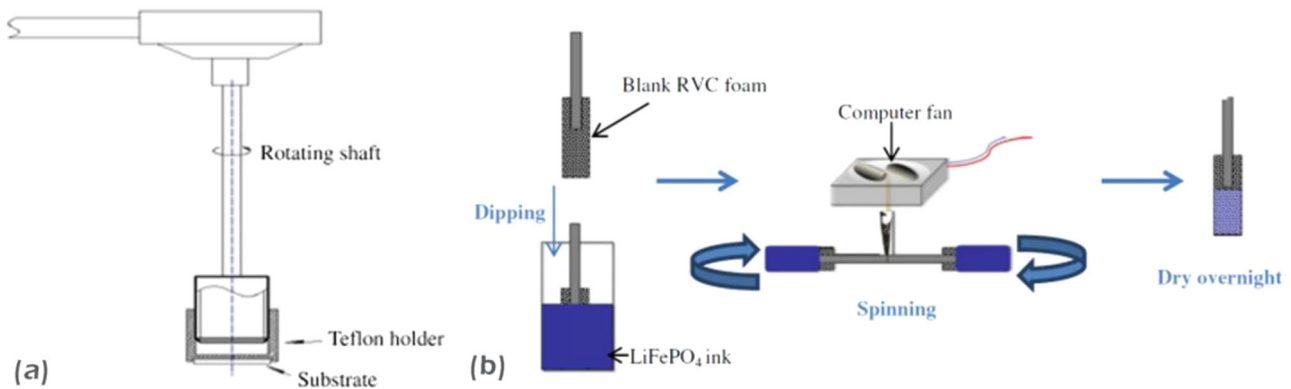 Rotating shaft
Teflon holder
Substrate
(a)
Blank RVC foam
Dipping
LiFePO₄ ink
Computer fan
Spinning
Dry overnight
(b)